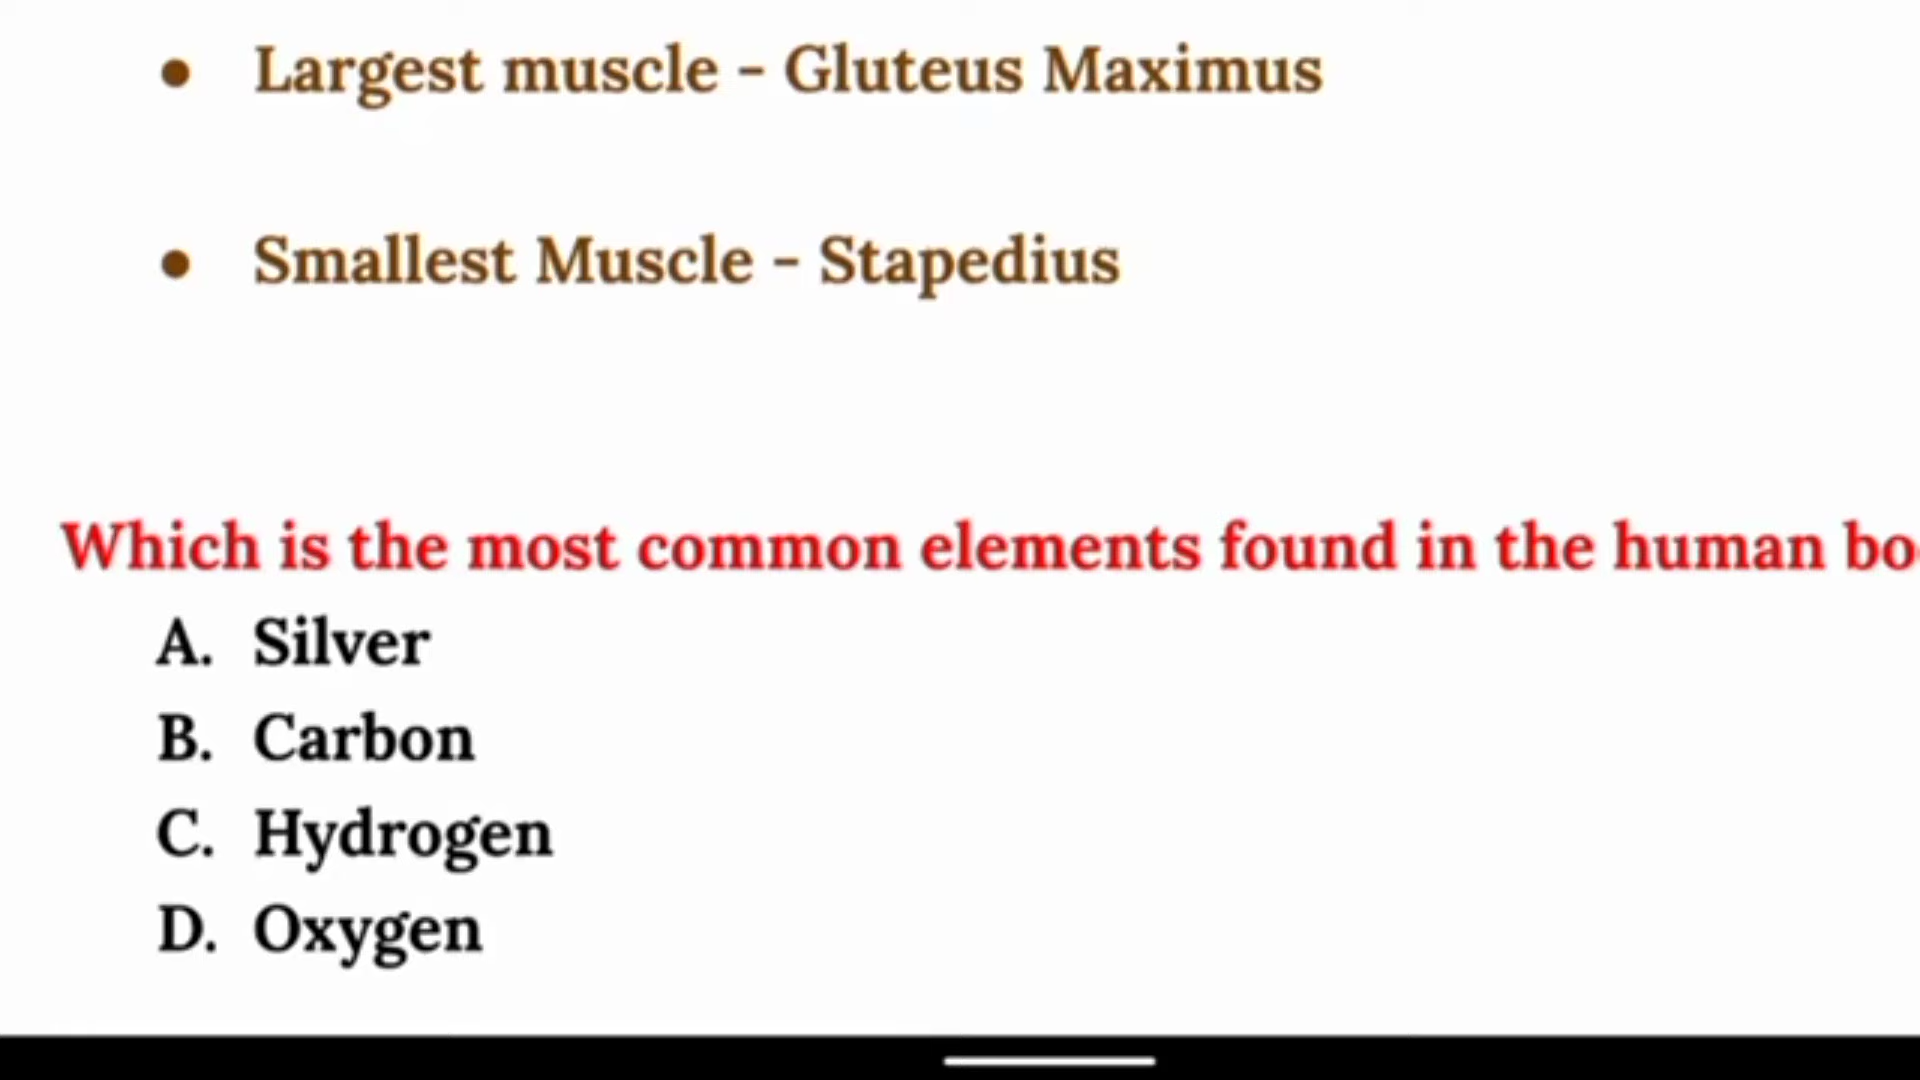 ● Largest muscle - Gluteus Maximus
● Smallest Muscle - Stapedius
Which is the most common elements found in the human
A. Silver
B. Carbon
C. Hydrogen
D. Oxygen